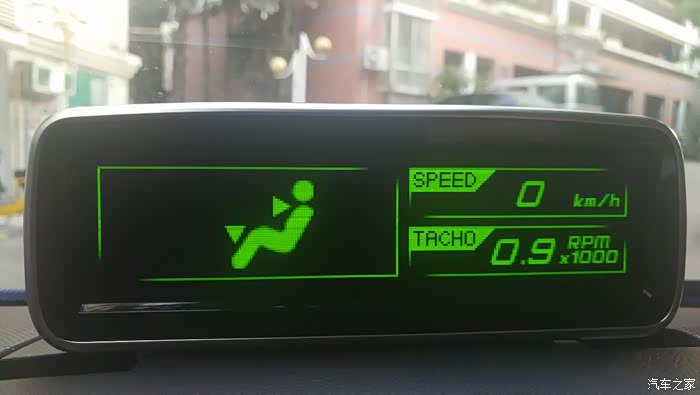 SPEED
0 km/h
TACHO
0.9 RPM
x1000
汽车之家